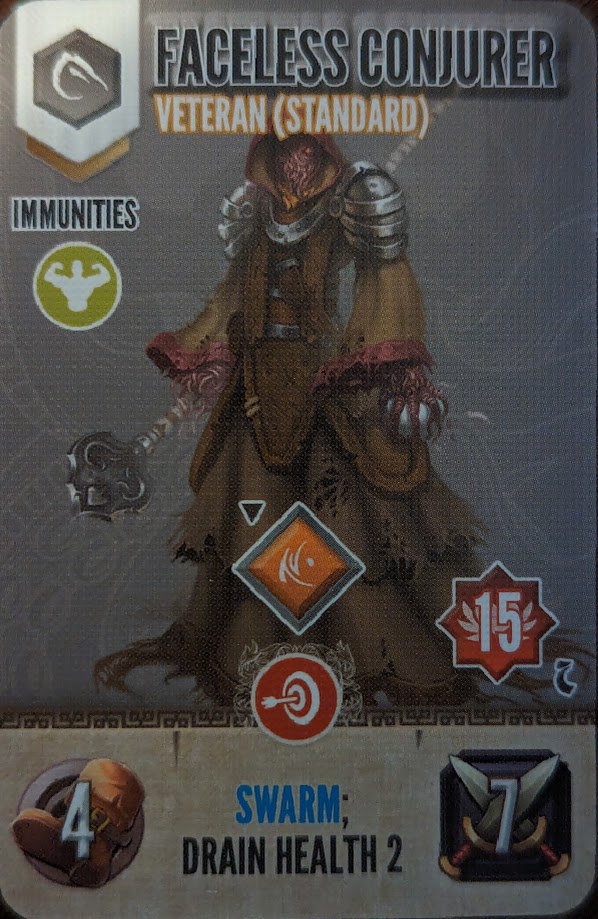 FACELESS CONJURER
VETERAN (STANDARD)
IMMUNITIES
15
4
SWARM;
DRAIN HEALTH 2
7